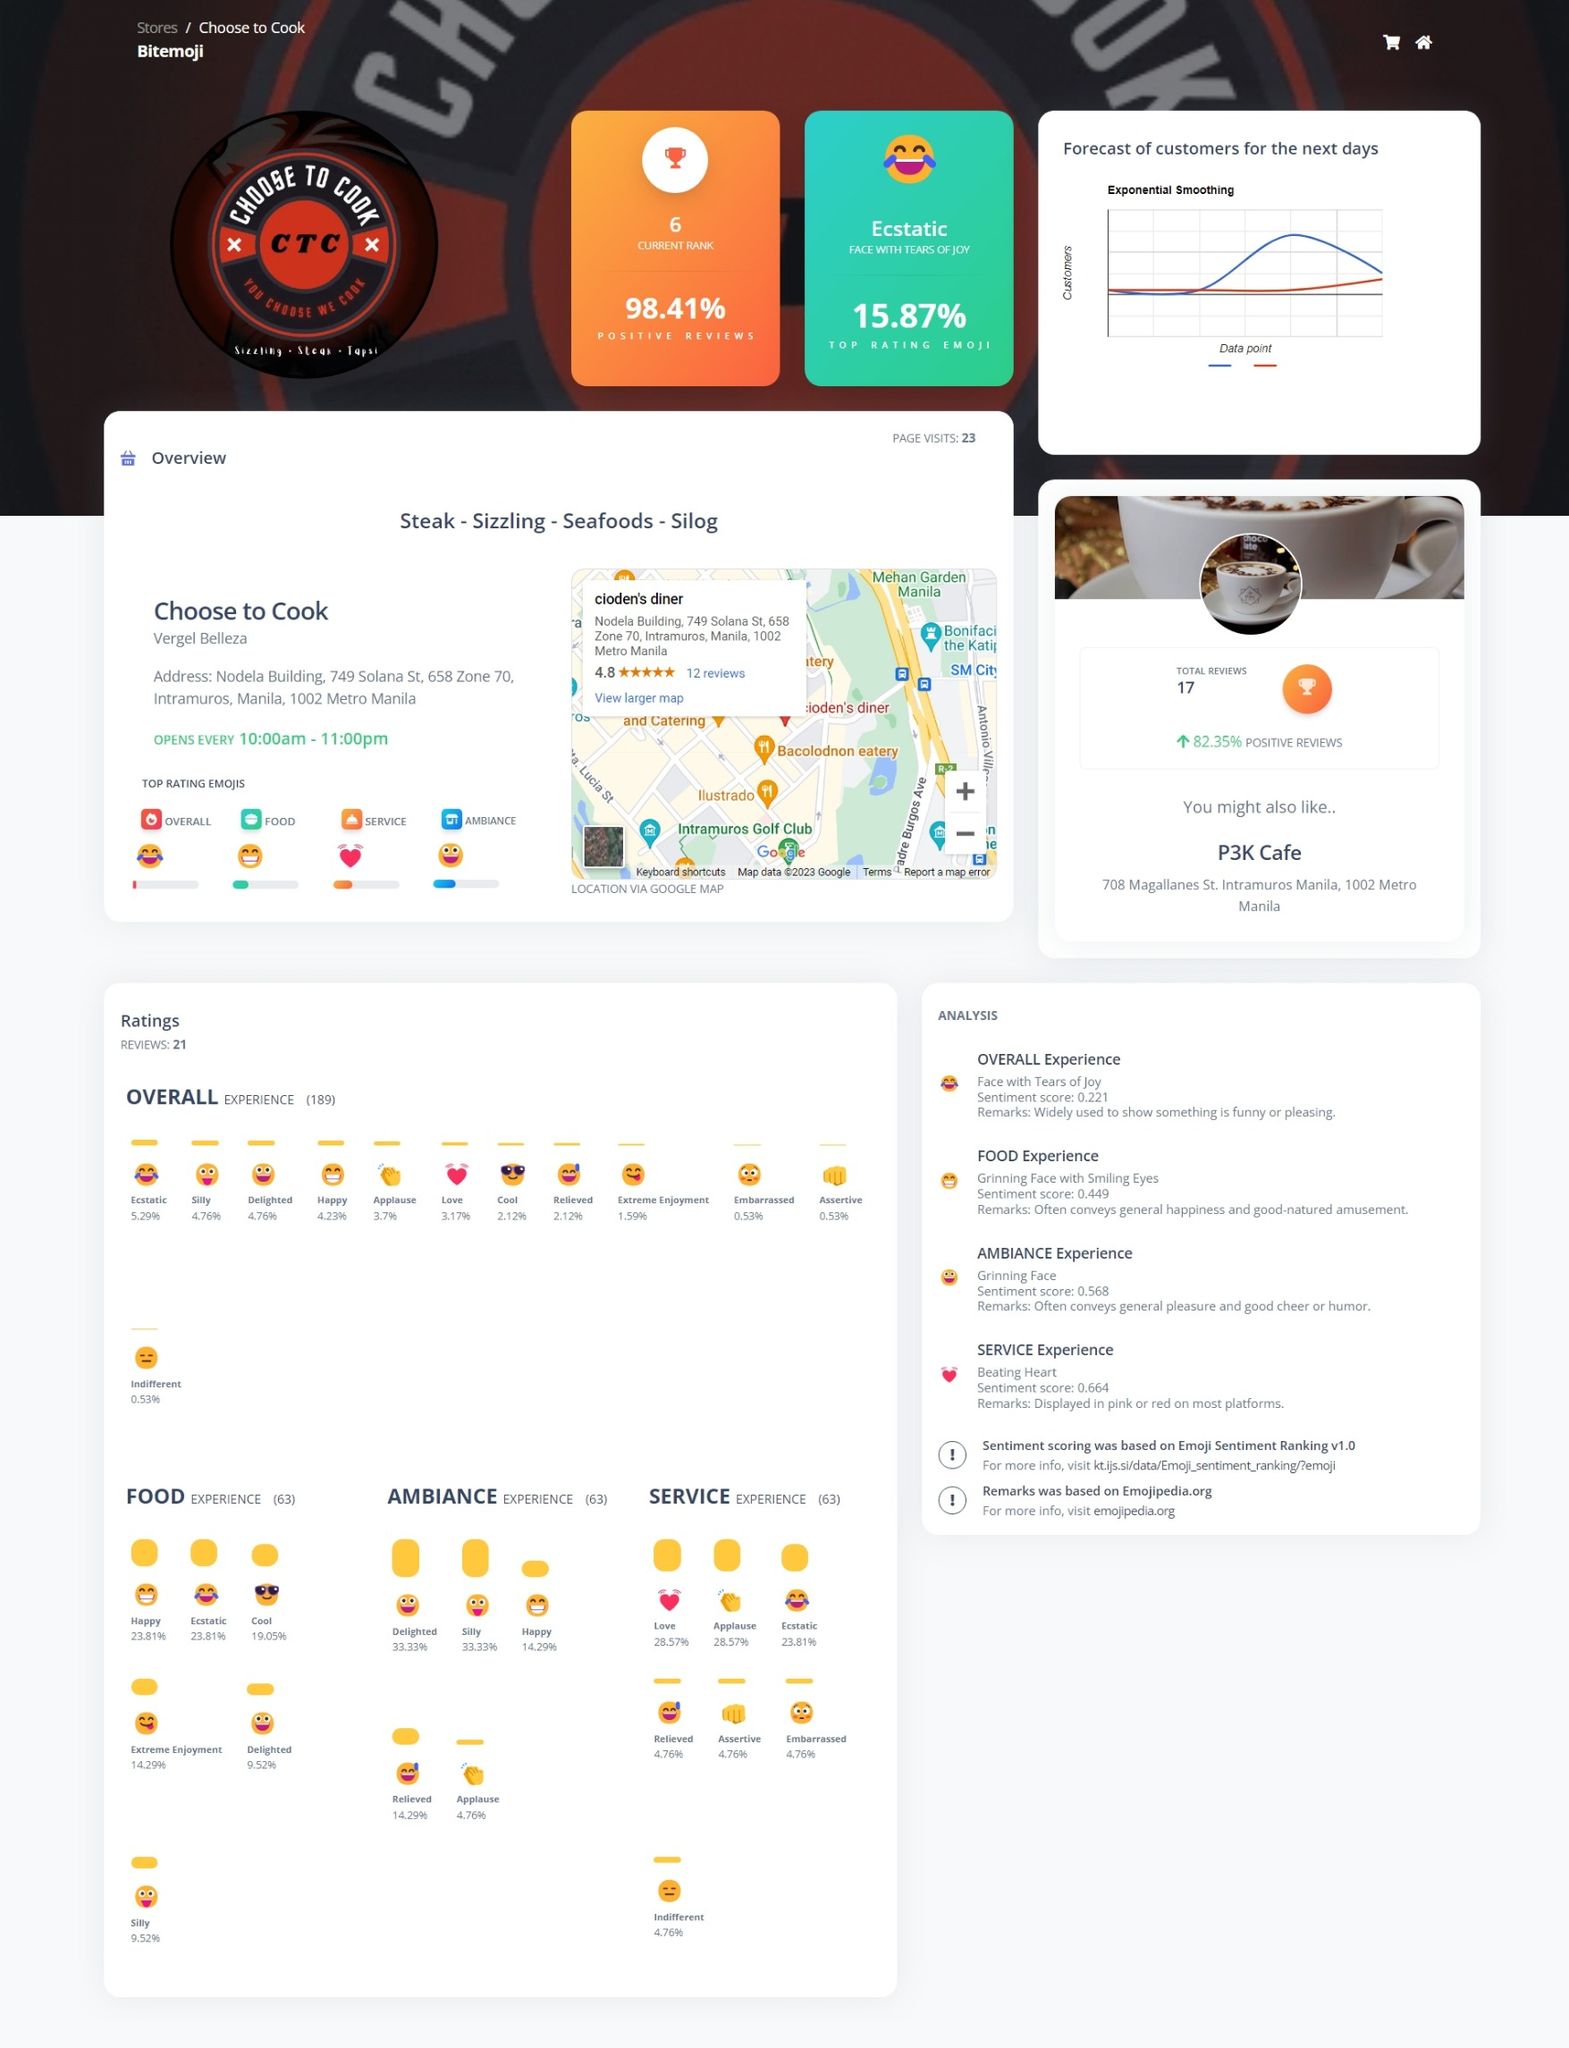 Stores / Choose to Cook
Bitemoji
CHOOSE TO COOK
CTC
YOU CHOOSE WE COOK
Sizzling - Steak - Tapsi
6
CURRENT RANK
98.41%
POSITIVE REVIEWS
Ecstatic
FACE WITH TEARS OF JOY
15.87%
TOP RATING EMOJI
Forecast of customers for the next days
Exponential Smoothing
Customers
Data point
Overview
PAGE VISITS: 23
Steak - Sizzling - Seafoods - Silog
Choose to Cook
Vergel Belleza
Address: Nodela Building, 749 Solana St, 658 Zone 70,
Intramuros, Manila, 1002 Metro Manila
OPENS EVERY 10:00am - 11:00pm
TOP RATING EMOJIS
OVERALL FOOD SERVICE AMBIANCE
cioden's diner
Nodela Building, 749 Solana St, 658
Zone 70, Intramuros, Manila, 1002
Metro Manila
4.8 12 reviews
View larger map
Mehan Garden
Manila
Bonifaci
the Katip
SM City
atery
cioden's diner
and Catering
Bacolodnon eatery
Antonio Ville
ta. Lucia St
R-2
Ilustrado
adre Burgos Ave
Intramuros Golf Club
Google
Keyboard shortcuts Map data ©2023 Google Terms Report a map error
LOCATION VIA GOOGLE MAP
TOTAL REVIEWS
17
82.35% POSITIVE REVIEWS
You might also like..
P3K Cafe
708 Magallanes St. Intramuros Manila, 1002 Metro
Manila
Ratings
REVIEWS: 21
OVERALL EXPERIENCE (189)
Ecstatic Silly Delighted Happy Applause Love Cool Relieved Extreme Enjoyment Embarrassed Assertive
5.29% 4.76% 4.76% 4.23% 3.7% 3.17% 2.12% 2.12% 1.59% 0.53% 0.53%
Indifferent
0.53%
FOOD EXPERIENCE (63)
Happy Ecstatic Cool
23.81% 23.81% 19.05%
Extreme Enjoyment Delighted
14.29% 9.52%
Silly
9.52%
AMBIANCE EXPERIENCE (63)
Delighted Silly Happy
33.33% 33.33% 14.29%
Relieved Applause
14.29% 4.76%
SERVICE EXPERIENCE (63)
Love Applause Ecstatic
28.57% 28.57% 23.81%
Relieved Assertive Embarrassed
4.76% 4.76% 4.76%
Indifferent
4.76%
ANALYSIS
OVERALL Experience
Face with Tears of Joy
Sentiment score: 0.221
Remarks: Widely used to show something is funny or pleasing.
FOOD Experience
Grinning Face with Smiling Eyes
Sentiment score: 0.449
Remarks: Often conveys general happiness and good-natured amusement.
AMBIANCE Experience
Grinning Face
Sentiment score: 0.568
Remarks: Often conveys general pleasure and good cheer or humor.
SERVICE Experience
Beating Heart
Sentiment score: 0.664
Remarks: Displayed in pink or red on most platforms.
Sentiment scoring was based on Emoji Sentiment Ranking v1.0
For more info, visit kt.ijs.si/data/Emoji_sentiment_ranking/?emoji
Remarks was based on Emojipedia.org
For more info, visit emojipedia.org